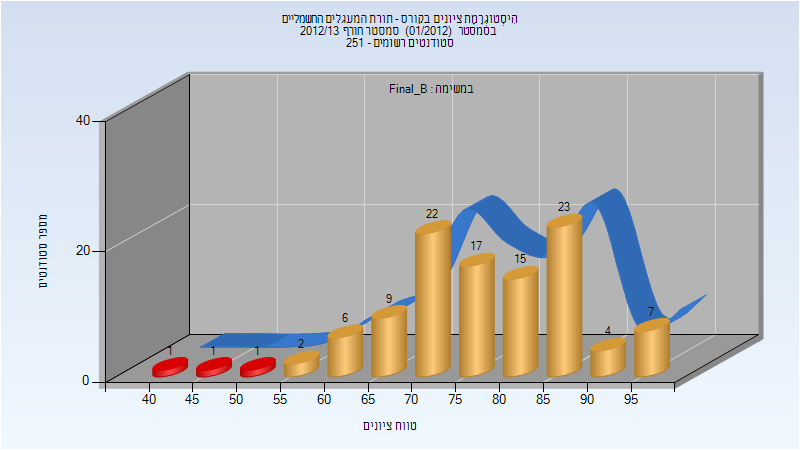 היסטוגרמת ציונים בקורס - תורת המעגלים החשמליים
בסמסטר (01/2012) סמסטר חורף 2012/13
סטודנטים רשומים - 251
במשימה : Final_B
40
20
0
מספר סטודנטים
1
1
1
2
6
9
22
17
15
23
4
7
40 45 50 55 60 65 70 75 80 85 90 95
טווח ציונים